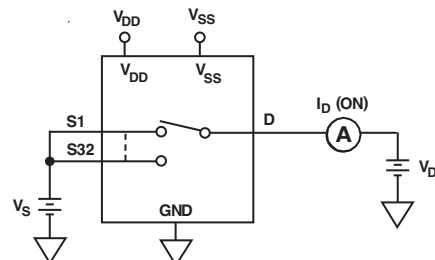 VDD VSS
VDD VSS
ID (ON)
S1 D
A
S32
VD
VS
GND